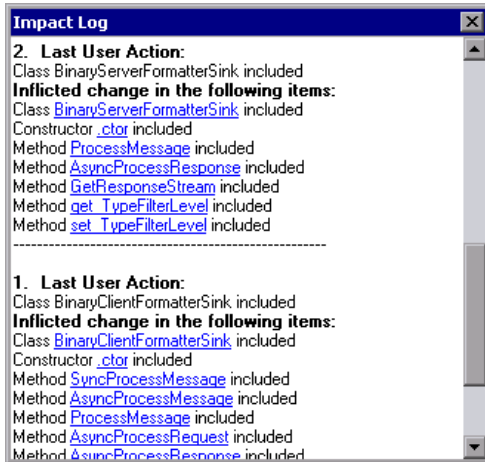 Impact Log
2. Last User Action:
Class BinaryServerFormatterSink included
Inflicted change in the following items:
Class BinaryServerFormatterSink included
Constructor .ctor included
Method ProcessMessage included
Method AsyncProcessResponse included
Method GetResponseStream included
Method get_TypeFilterLevel included
Method set_TypeFilterLevel included
-----------------------------------------------------
1. Last User Action:
Class BinaryClientFormatterSink included
Inflicted change in the following items:
Class BinaryClientFormatterSink included
Constructor .ctor included
Method SyncProcessMessage included
Method AsyncProcessMessage included
Method ProcessMessage included
Method AsyncProcessRequest included
Method AsyncProcessResponse included